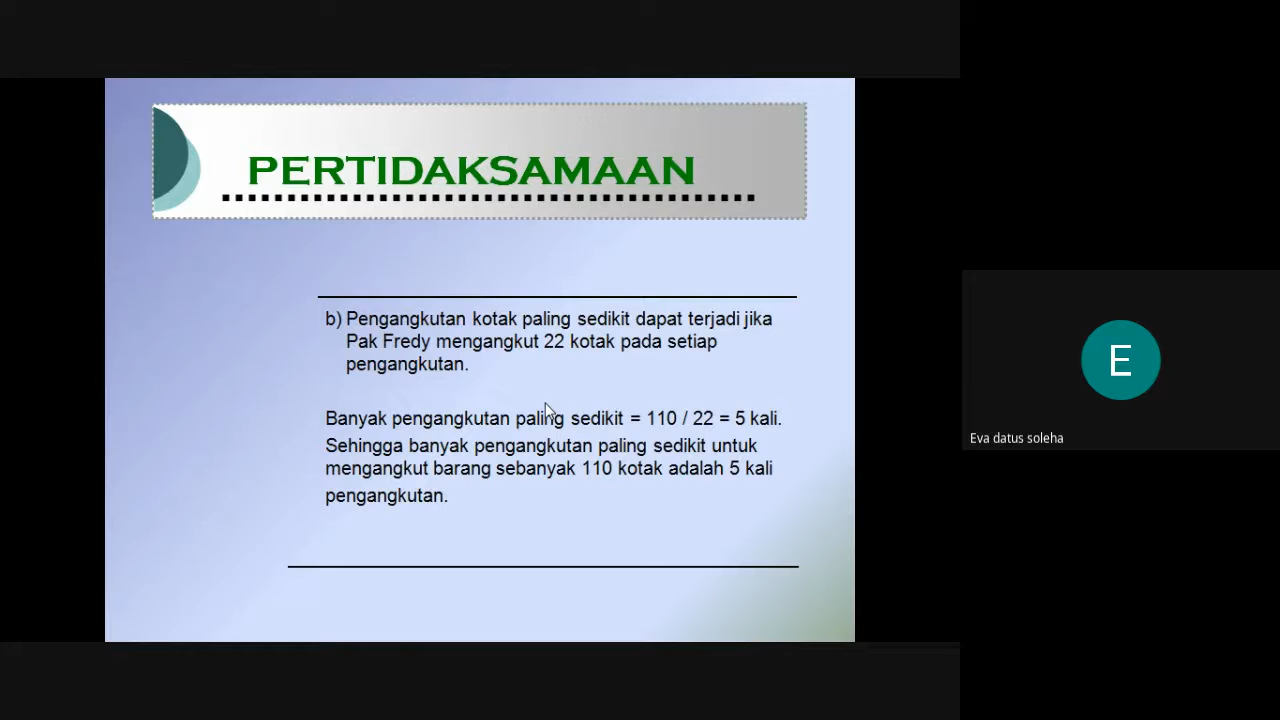 PERTIDAKSAMAAN
b) Pengangkutan kotak paling sedikit dapat terjadi jika
Pak Fredy mengangkut 22 kotak pada setiap
pengangkutan.
Banyak pengangkutan paling sedikit = 110 / 22 = 5 kali.
Sehingga banyak pengangkutan paling sedikit untuk
mengangkut barang sebanyak 110 kotak adalah 5 kali
pengangkutan.
E
Eva datus soleha